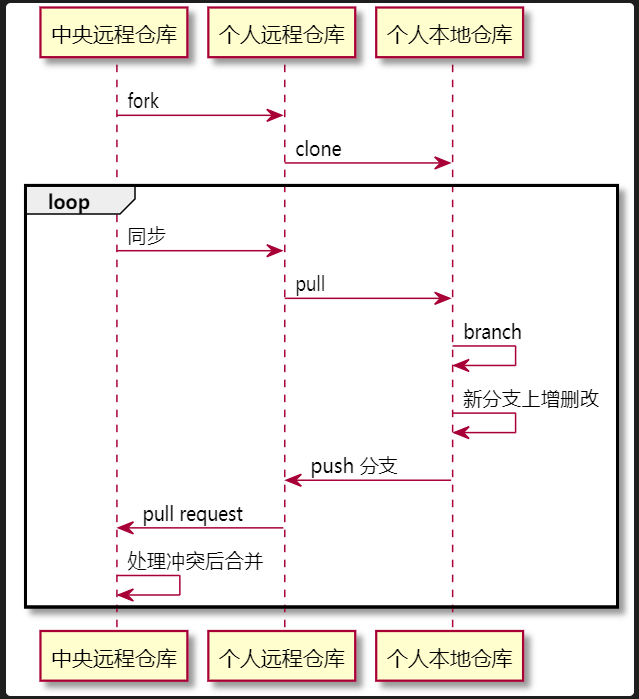 中央远程仓库 个人远程仓库 个人本地仓库
fork
clone
loop
同步
pull
branch
新分支上增删改
push 分支
pull request
处理冲突后合并
中央远程仓库 个人远程仓库 个人本地仓库